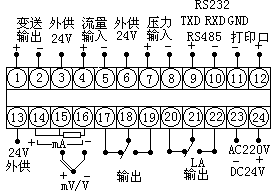 RS232
变送 外供 流量 外供 压力 TXD RXD GND
输出 24V 输入 24V 输入 RS485 打印口
+ − + − + − + − + − + −
1 2 3 4 5 6 7 8 9 10 11 12
13 14 15 16 17 18 19 20 21 22 23 24
+ mA −
24V
外供
+ −
mV/V
输出
LA
输出
AC220V
− +
DC24V